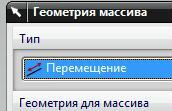 Геометрия массива
Тип
Перемещение
Геометрия для массива